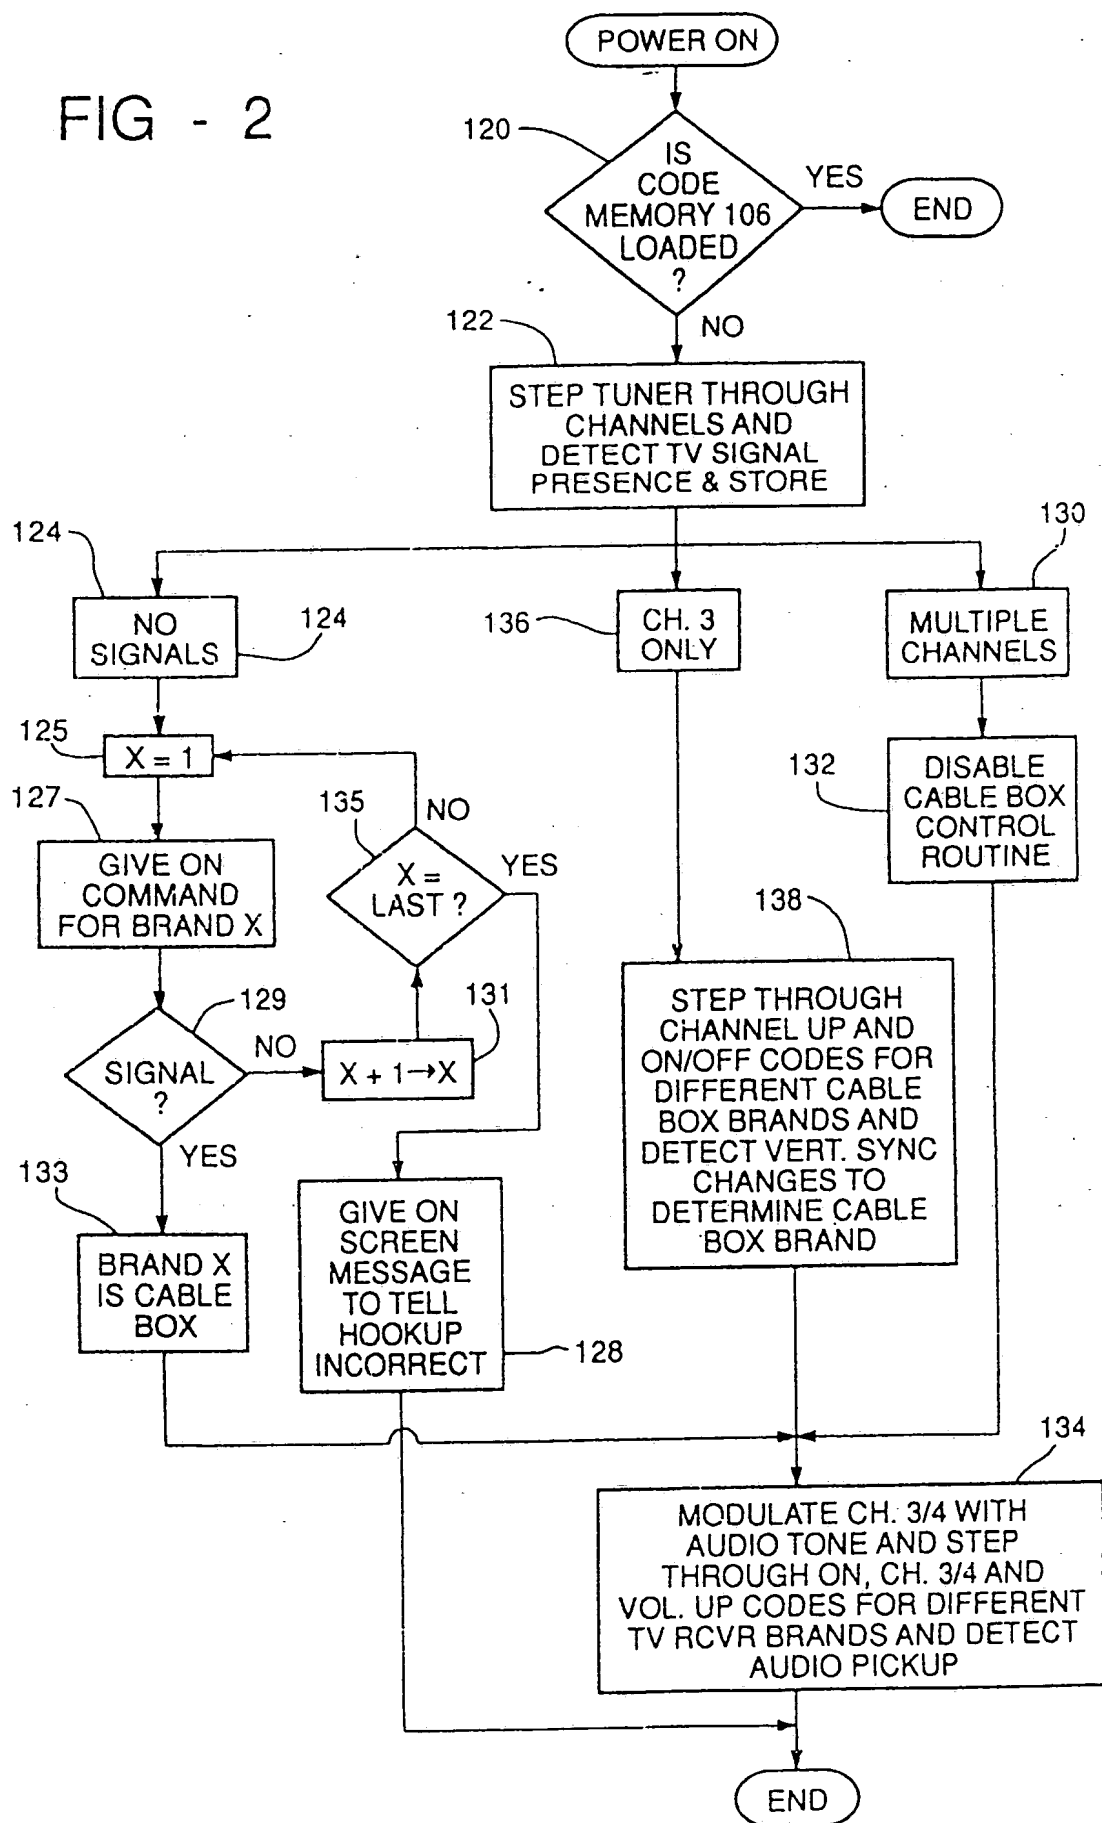 POWER ON
FIG - 2
120
IS
CODE
MEMORY 106
LOADED
?
YES
END
NO
122
STEP TUNER THROUGH
CHANNELS AND
DETECT TV SIGNAL
PRESENCE & STORE
124
NO
SIGNALS
124
136
CH. 3
ONLY
130
MULTIPLE
CHANNELS
125
X = 1
132
DISABLE
CABLE BOX
CONTROL
ROUTINE
127
GIVE ON
COMMAND
FOR BRAND X
135
NO
X =
LAST ?
YES
138
STEP THROUGH
CHANNEL UP AND
ON/OFF CODES FOR
DIFFERENT CABLE
BOX BRANDS AND
DETECT VERT. SYNC
CHANGES TO
DETERMINE CABLE
BOX BRAND
129
SIGNAL
?
NO
131
X + 1→X
YES
133
BRAND X
IS CABLE
BOX
GIVE ON
SCREEN
MESSAGE
TO TELL
HOOKUP
INCORRECT
128
134
MODULATE CH. 3/4 WITH
AUDIO TONE AND STEP
THROUGH ON, CH. 3/4 AND
VOL. UP CODES FOR DIFFERENT
TV RCVR BRANDS AND DETECT
AUDIO PICKUP
END